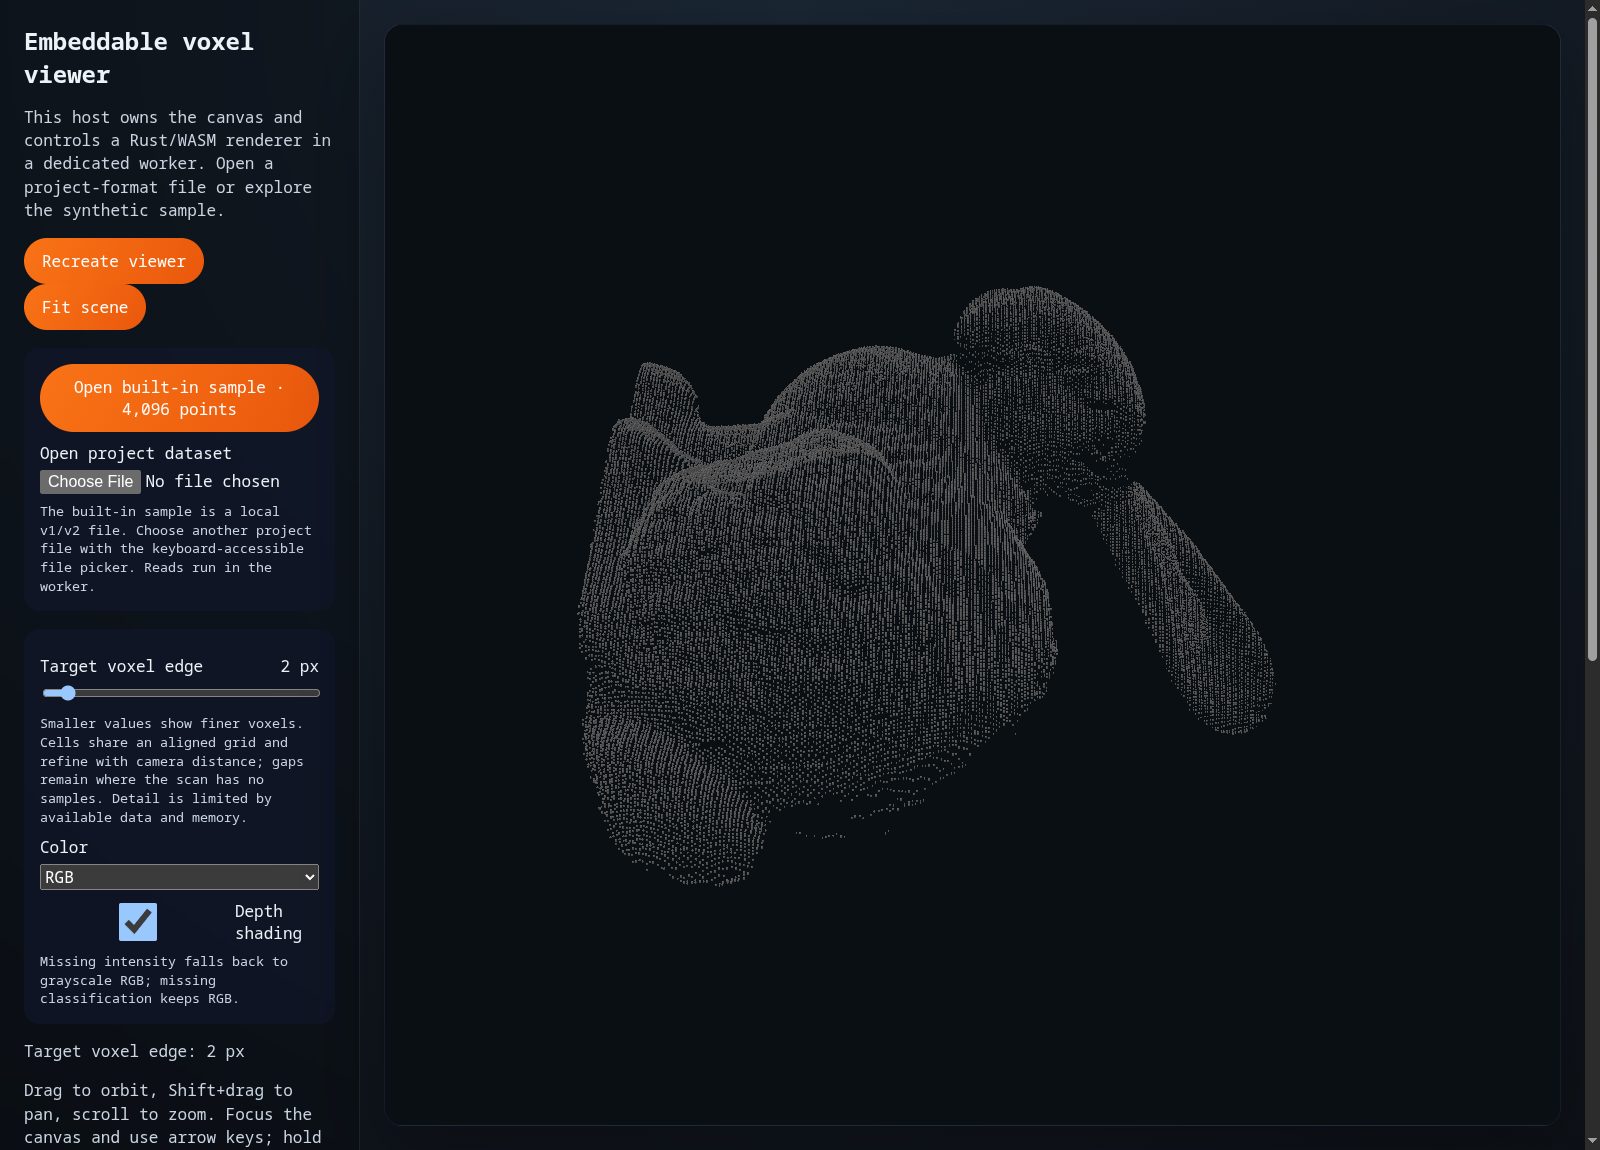 Embeddable voxel
viewer
This host owns the canvas and
controls a Rust/WASM renderer in
a dedicated worker. Open a
project-format file or explore
the synthetic sample.
Recreate viewer
Fit scene
Open built-in sample ·
4,096 points
Open project dataset
Choose File No file chosen
The built-in sample is a local
v1/v2 file. Choose another project
file with the keyboard-accessible
file picker. Reads run in the
worker.
Target voxel edge 2 px
Smaller values show finer voxels.
Cells share an aligned grid and
refine with camera distance; gaps
remain where the scan has no
samples. Detail is limited by
available data and memory.
Color
RGB
Depth
shading
Missing intensity falls back to
grayscale RGB; missing
classification keeps RGB.
Target voxel edge: 2 px
Drag to orbit, Shift+drag to
pan, scroll to zoom. Focus the
canvas and use arrow keys; hold